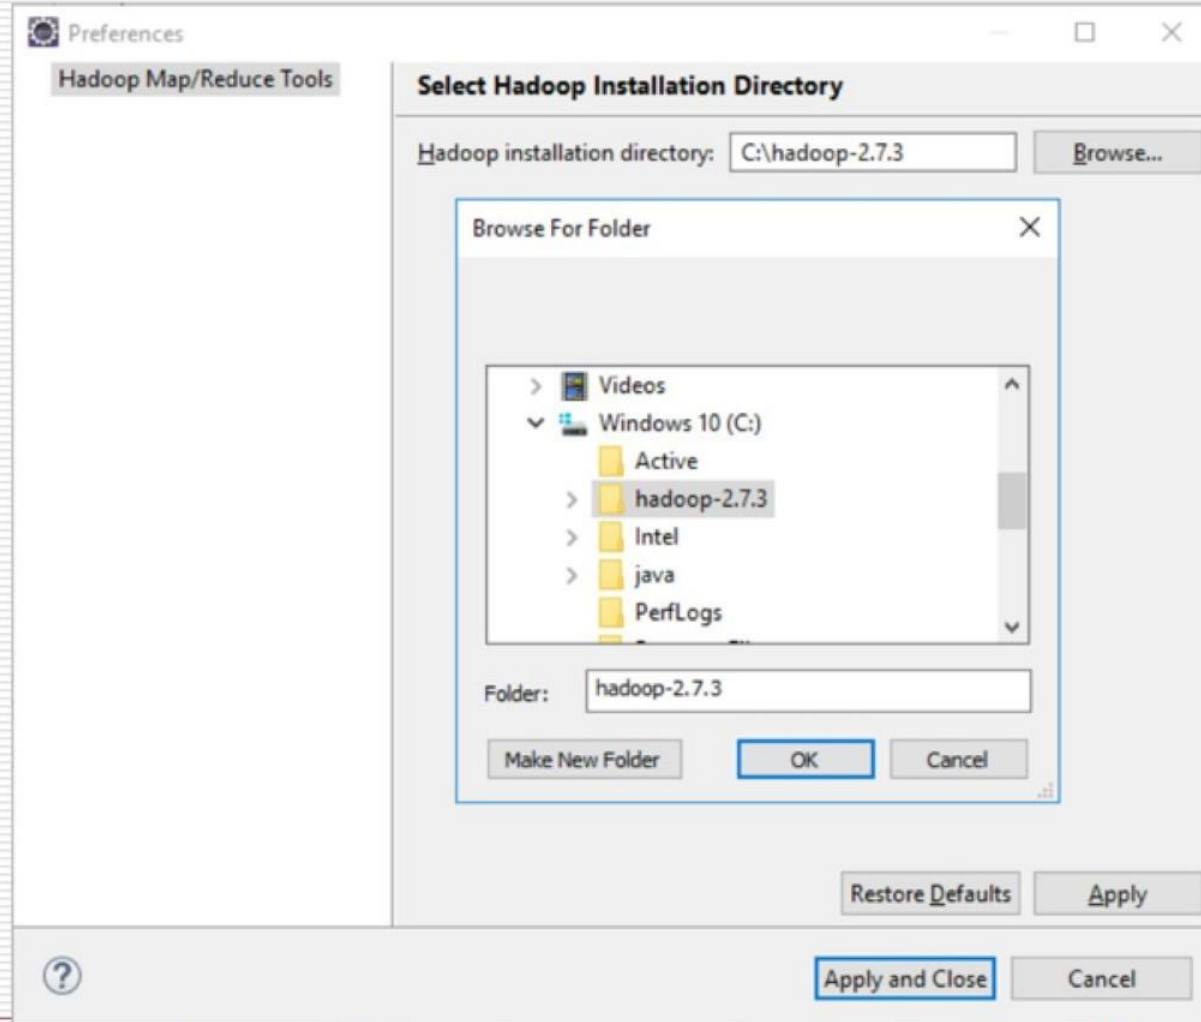 Preferences
Hadoop Map/Reduce Tools
Select Hadoop Installation Directory
Hadoop installation directory: C:\hadoop-2.7.3 Browse...
Browse For Folder
Videos
Windows 10 (C:)
Active
hadoop-2.7.3
Intel
java
PerfLogs
Folder: hadoop-2.7.3
Make New Folder OK Cancel
Restore Defaults Apply
? Apply and Close Cancel